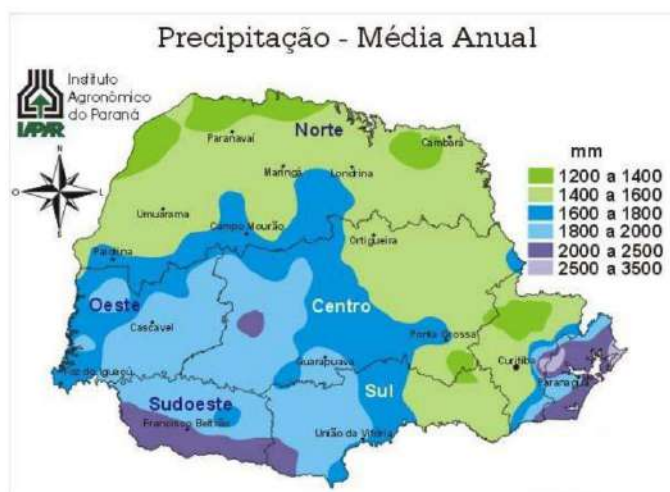 Precipitação - Média Anual
Instituto
Agronômico
do Paraná
IAPAR
N
O
L
S
Norte
Paranavaí
Cambará
Maringá
Londrina
Umuarama
Campo Mourão
Ortigueira
Palotina
Oeste
Centro
Cascavel
Ponta Grossa
Foz do Iguaçu
Guarapuava
Curitiba
Paranaguá
Sul
Sudoeste
Francisco Beltrão
União da Vitória
mm
1200 a 1400
1400 a 1600
1600 a 1800
1800 a 2000
2000 a 2500
2500 a 3500